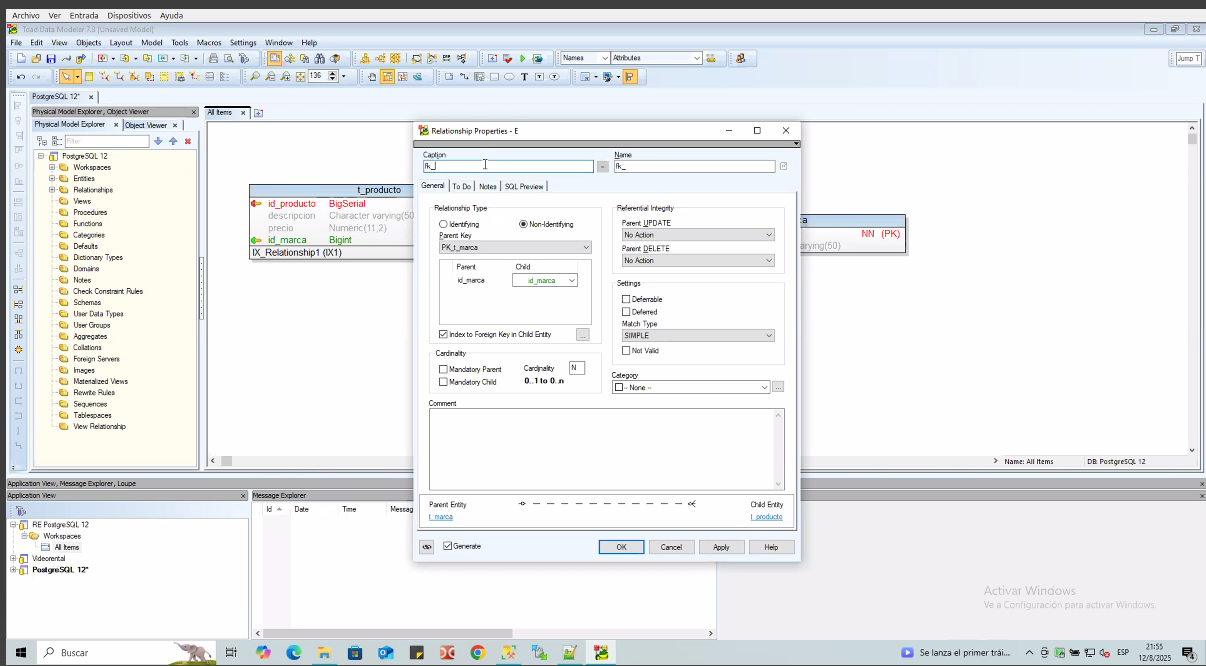 Archivo Ver Entrada Dispositivos Ayuda
Toad Data Modeler 7.3 [Unsaved Model]
File Edit View Objects Layout Model Tools Macros Settings Window Help
Names Attributes
Jump T
136
PostgreSQL 12*
Physical Model Explorer, Object Viewer
All Items
Physical Model Explorer Object Viewer
Filter
PostgreSQL 12
Workspaces
Entities
Relationships
Views
Procedures
Functions
Categories
Defaults
Dictionary Types
Domains
Notes
Check Constraint Rules
Schemas
User Data Types
User Groups
Aggregates
Collations
Foreign Servers
Images
Materialized Views
Rewrite Rules
Sequences
Tablespaces
View Relationship
t_producto
id_producto BigSerial
descripcion Character varying(50
precio Numeric(11,2)
id_marca Bigint
IX_Relationship1 (IX1)
NN (PK)
arying(50)
Relationship Properties - E
Caption Name
fk_ fk_
General To Do Notes SQL Preview
Relationship Type
Identifying Non-Identifying
Parent Key
PK_t_marca
Parent Child
id_marca id_marca
Index to Foreign Key in Child Entity
...
Cardinality
Mandatory Parent Cardinality N
Mandatory Child 0..1 to 0..n
Referential Integrity
Parent UPDATE
No Action
Parent DELETE
No Action
Settings
Deferrable
Deferred
Match Type
SIMPLE
Not Valid
Category
-- None -- ...
Comment
Parent Entity Child Entity
t_marca t_producto
Generate OK Cancel Apply Help
Name: All Items DB: PostgreSQL 12
Application View, Message Explorer, Loupe
Application View Message Explorer
Id Date Time Messag
RE PostgreSQL 12
Workspaces
All Items
Videorental
PostgreSQL 12*
Activar Windows
Ve a Configuración para activar Windows.
Buscar
Se lanza el primer trái...
ESP
21:55
12/8/2025
4